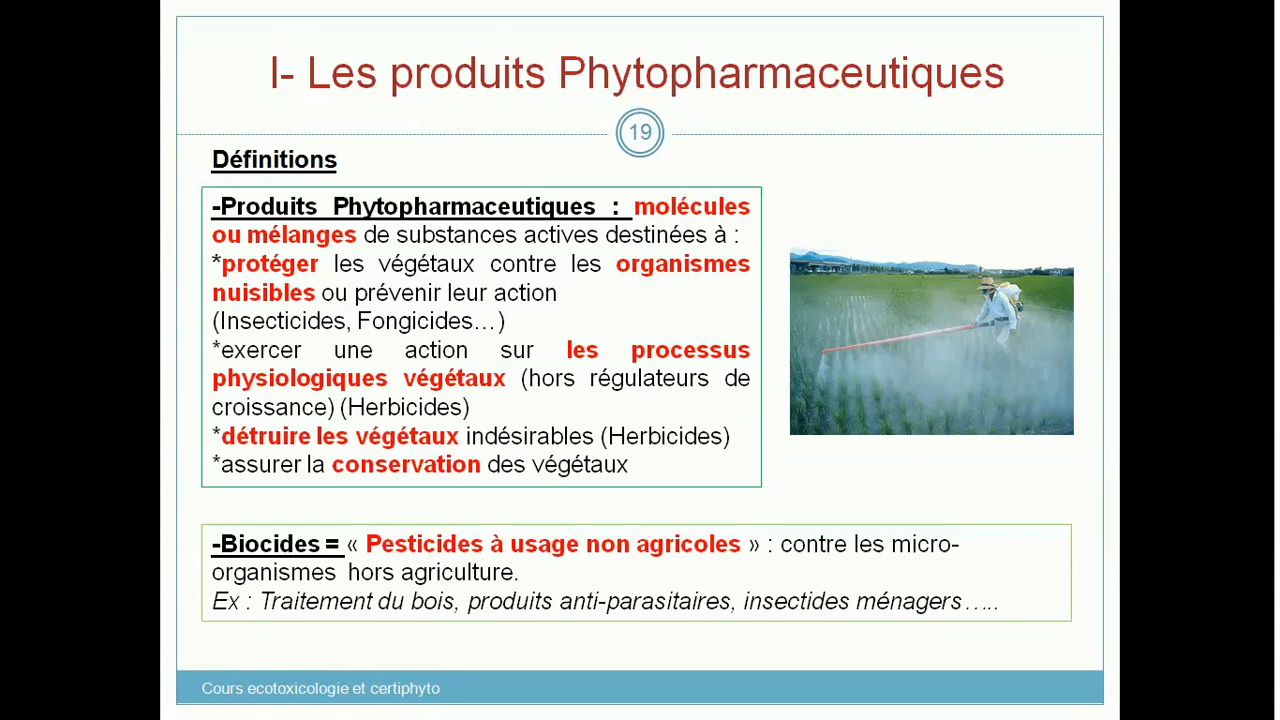 I- Les produits Phytopharmaceutiques
19
Définitions
-Produits Phytopharmaceutiques : molécules
ou mélanges de substances actives destinées à :
*protéger les végétaux contre les organismes
nuisibles ou prévenir leur action
(Insecticides, Fongicides…)
*exercer une action sur les processus
physiologiques végétaux (hors régulateurs de
croissance) (Herbicides)
*détruire les végétaux indésirables (Herbicides)
*assurer la conservation des végétaux
-Biocides = « Pesticides à usage non agricoles » : contre les micro-
organismes hors agriculture.
Ex : Traitement du bois, produits anti-parasitaires, insectides ménagers…..
Cours ecotoxicologie et certiphyto